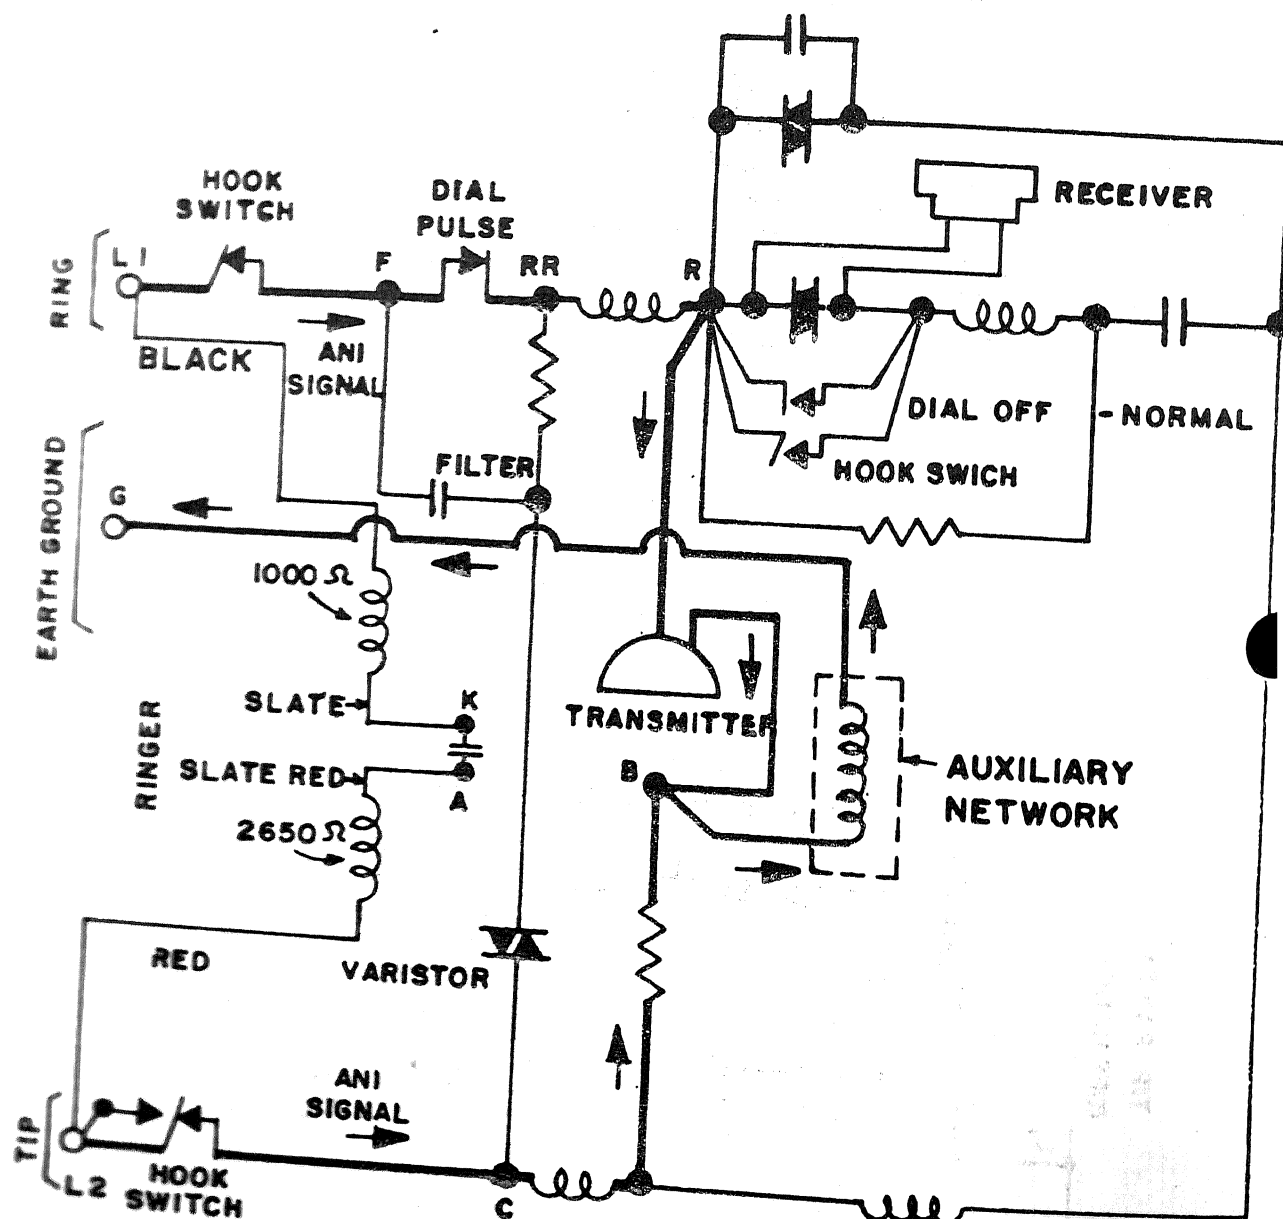 HOOK
SWITCH
DIAL
PULSE
RECEIVER
RING
L1
F
RR
R
BLACK
ANI
SIGNAL
DIAL OFF
- NORMAL
HOOK SWICH
EARTH GROUND
G
FILTER
1000 Ω
SLATE
K
TRANSMITTER
RINGER
SLATE RED
A
B
AUXILIARY
NETWORK
2650 Ω
RED
VARISTOR
ANI
SIGNAL
TIP
L2
HOOK
SWITCH
C